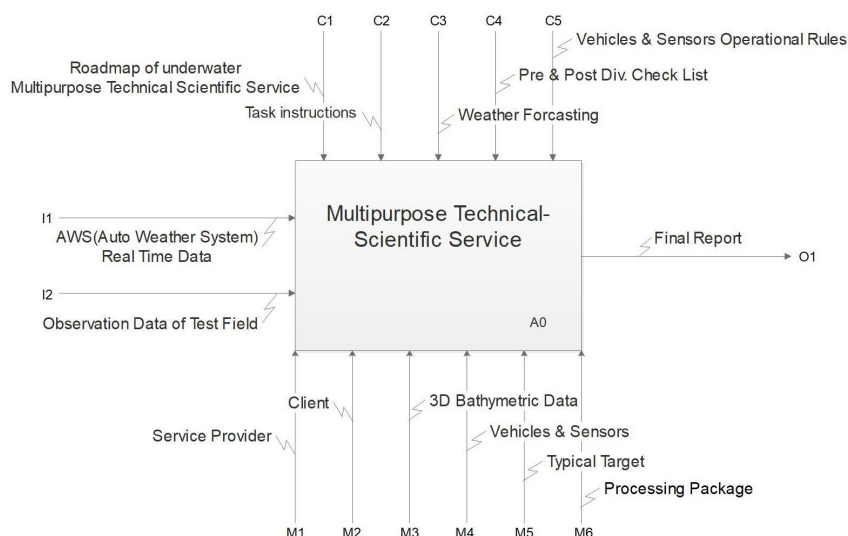 C1
C2
C3
C4
C5
Vehicles & Sensors Operational Rules
Roadmap of underwater
Multipurpose Technical Scientific Service
Pre & Post Div. Check List
Task instructions
Weather Forcasting
I1
AWS(Auto Weather System)
Real Time Data
I2
Observation Data of Test Field
Multipurpose Technical-
Scientific Service
A0
Final Report
O1
Client
3D Bathymetric Data
Service Provider
Vehicles & Sensors
Typical Target
Processing Package
M1
M2
M3
M4
M5
M6